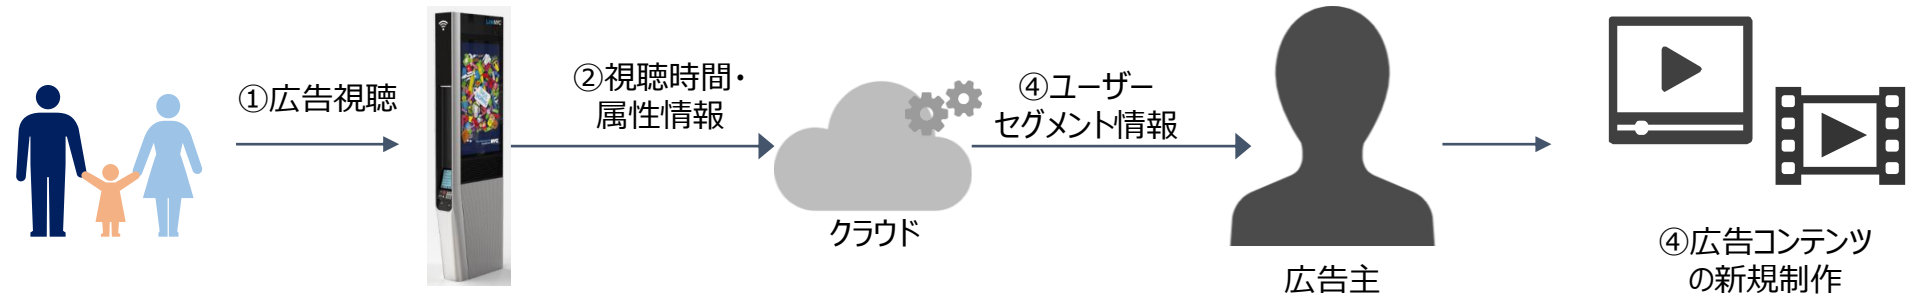 ①広告視聴
LinkNYC
②視聴時間・
属性情報
クラウド
④ユーザー
セグメント情報
広告主
④広告コンテンツ
の新規制作